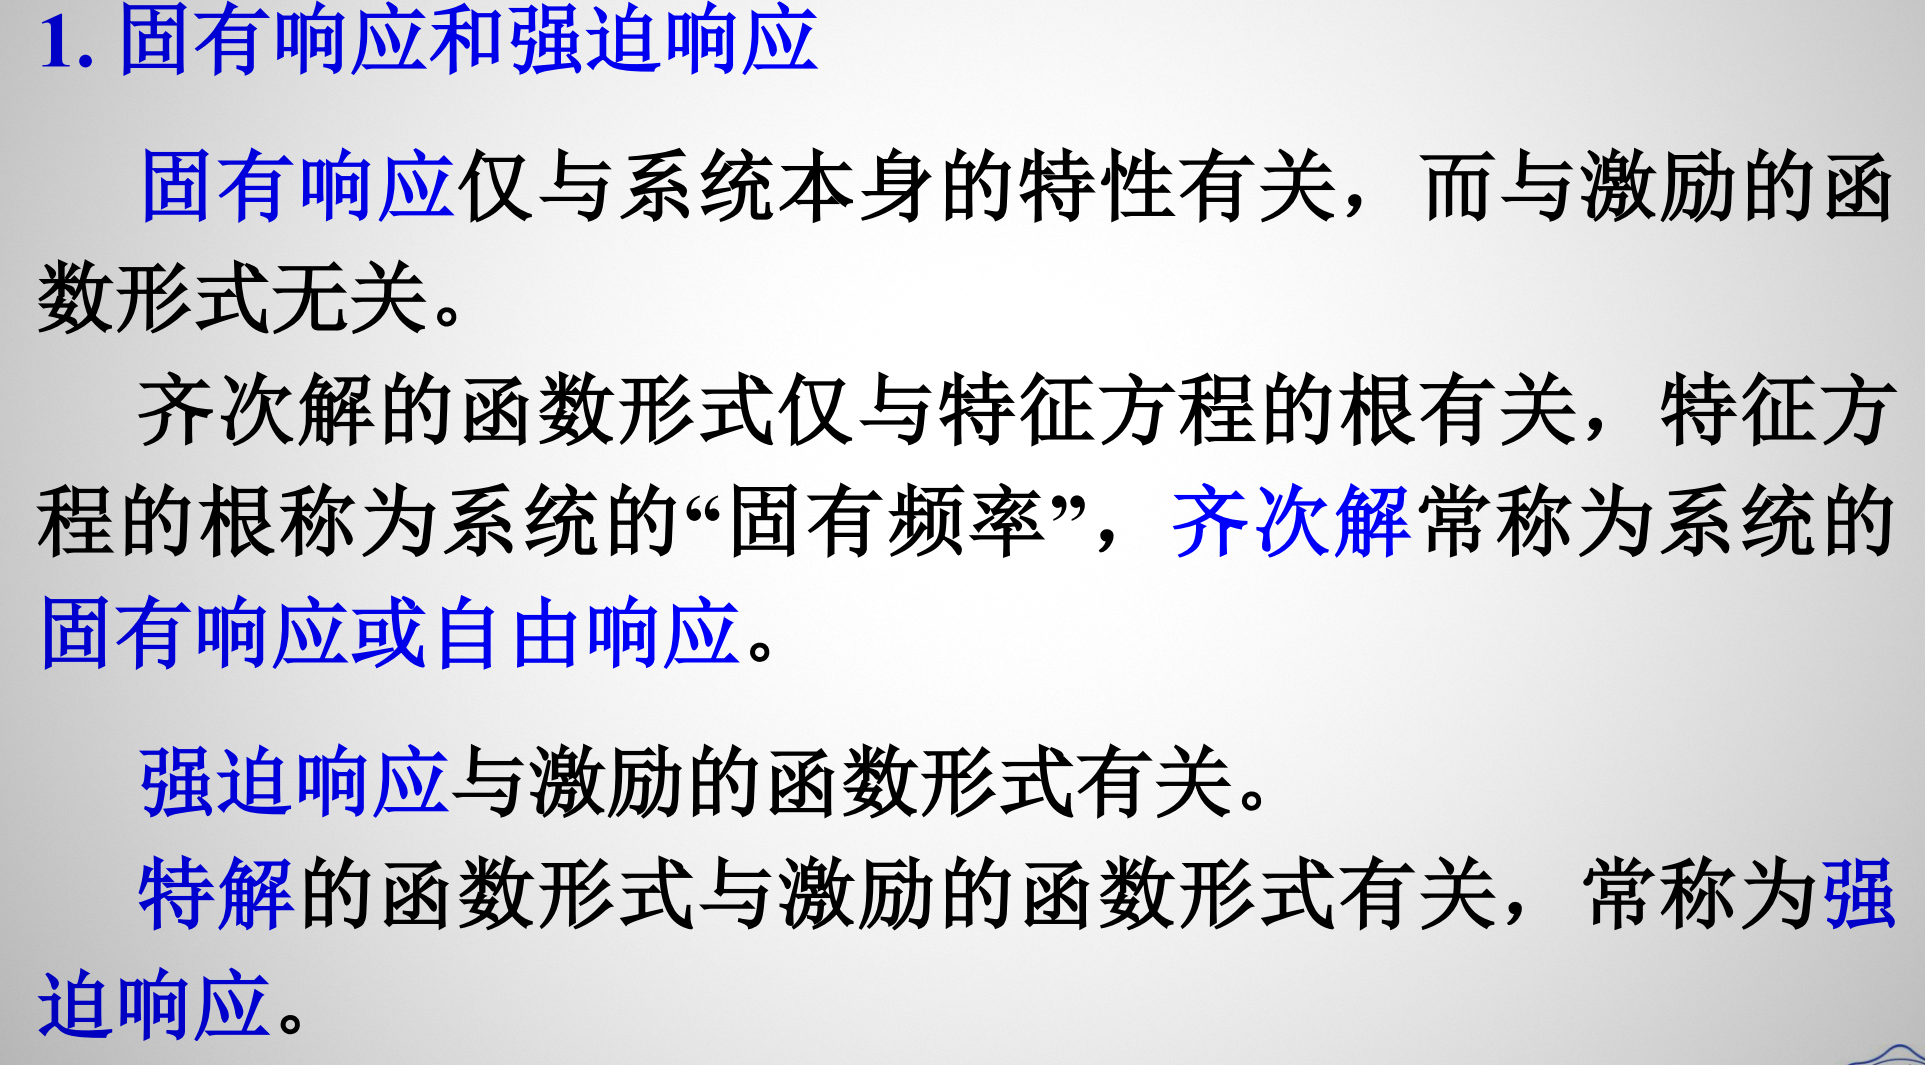 1. 固有响应和强迫响应
固有响应仅与系统本身的特性有关，而与激励的函
数形式无关。
齐次解的函数形式仅与特征方程的根有关，特征方
程的根称为系统的“固有频率”，齐次解常称为系统的
固有响应或自由响应。
强迫响应与激励的函数形式有关。
特解的函数形式与激励的函数形式有关，常称为强
迫响应。